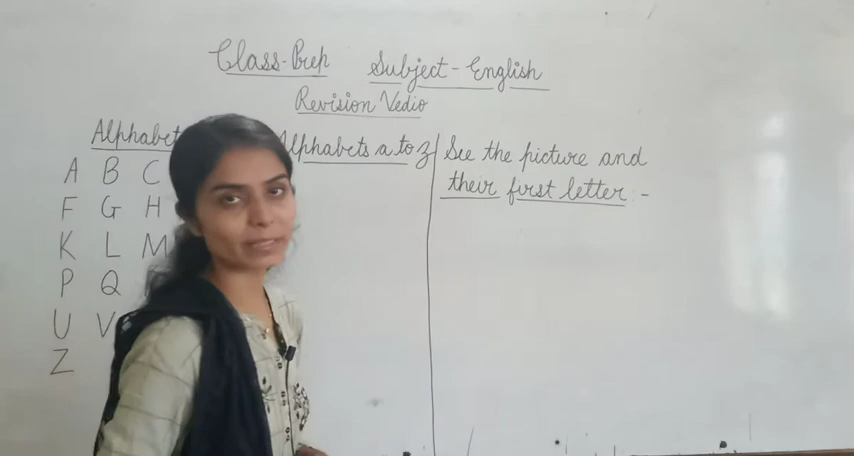 Class-Prep Subject - English
Revision Vedio
Alphabet
A B C
F G H
K L M
P Q
U V
Z
Alphabets a to z
See the picture and
their first letter -